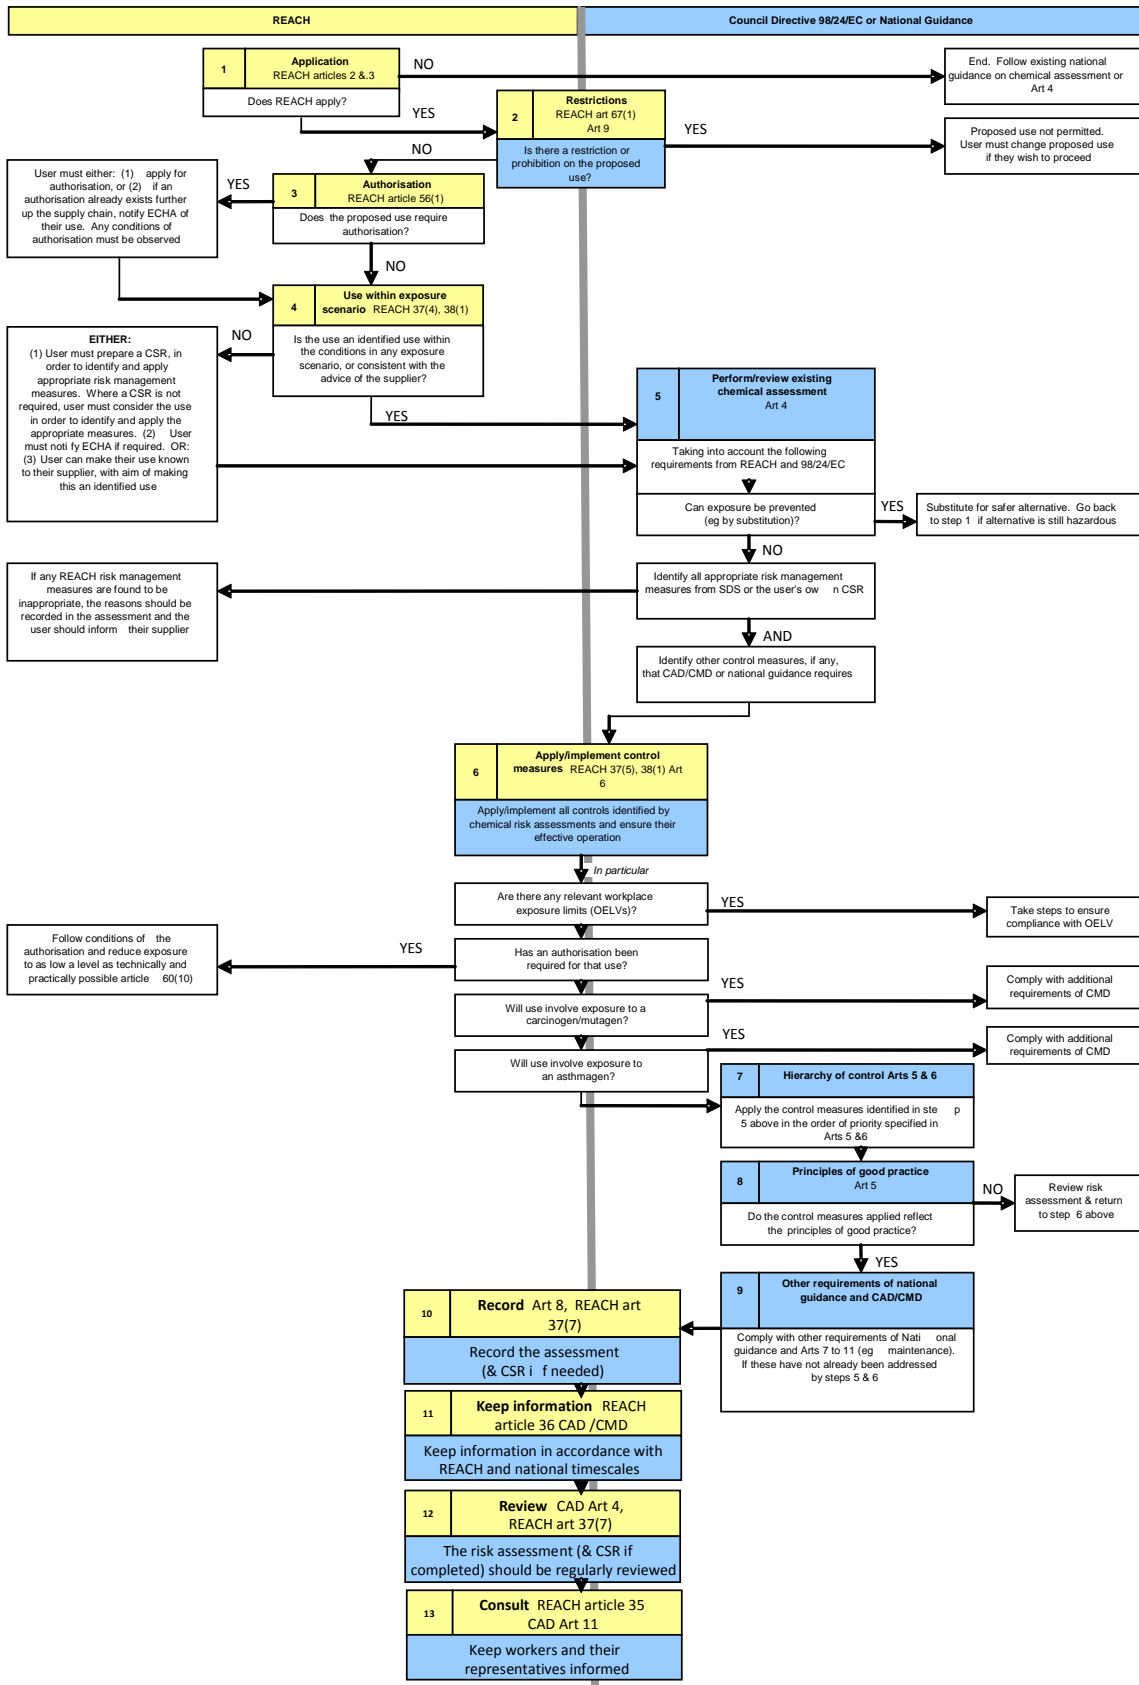 REACH
Council Directive 98/24/EC or National Guidance
1
Application
REACH articles 2 &.3
Does REACH apply?
NO
End. Follow existing national
guidance on chemical assessment or
Art 4
YES
2
Restrictions
REACH art 67(1)
Art 9
Is there a restriction or
prohibition on the proposed
use?
YES
Proposed use not permitted.
User must change proposed use
if they wish to proceed
NO
3
Authorisation
REACH article 56(1)
Does the proposed use require
authorisation?
YES
User must either: (1) apply for
authorisation, or (2) if an
authorisation already exists further
up the supply chain, notify ECHA of
their use. Any conditions of
authorisation must be observed
NO
4
Use within exposure
scenario REACH 37(4), 38(1)
Is the use an identified use within
the conditions in any exposure
scenario, or consistent with the
advice of the supplier?
NO
EITHER:
(1) User must prepare a CSR, in
order to identify and apply
appropriate risk management
measures. Where a CSR is not
required, user must consider the use
in order to identify and apply the
appropriate measures. (2) User
must noti fy ECHA if required. OR:
(3) User can make their use known
to their supplier, with aim of making
this an identified use
YES
5
Perform/review existing
chemical assessment
Art 4
Taking into account the following
requirements from REACH and 98/24/EC
Can exposure be prevented
(eg by substitution)?
YES
Substitute for safer alternative. Go back
to step 1 if alternative is still hazardous
NO
Identify all appropriate risk management
measures from SDS or the user's ow n CSR
If any REACH risk management
measures are found to be
inappropriate, the reasons should be
recorded in the assessment and the
user should inform their supplier
AND
Identify other control measures, if any,
that CAD/CMD or national guidance requires
6
Apply/implement control
measures REACH 37(5), 38(1) Art
6
Apply/implement all controls identified by
chemical risk assessments and ensure their
effective operation
In particular
Are there any relevant workplace
exposure limits (OELVs)?
YES
Take steps to ensure
compliance with OELV
Has an authorisation been
required for that use?
YES
Follow conditions of the
authorisation and reduce exposure
to as low a level as technically and
practically possible article 60(10)
Will use involve exposure to a
carcinogen/mutagen?
YES
Comply with additional
requirements of CMD
Will use involve exposure to
an asthmagen?
YES
Comply with additional
requirements of CMD
7
Hierarchy of control Arts 5 & 6
Apply the control measures identified in ste p
5 above in the order of priority specified in
Arts 5 &6
8
Principles of good practice
Art 5
Do the control measures applied reflect
the principles of good practice?
NO
Review risk
assessment & return
to step 6 above
YES
9
Other requirements of national
guidance and CAD/CMD
Comply with other requirements of Nati onal
guidance and Arts 7 to 11 (eg maintenance).
If these have not already been addressed
by steps 5 & 6
10
Record Art 8, REACH art
37(7)
Record the assessment
(& CSR i f needed)
11
Keep information REACH
article 36 CAD /CMD
Keep information in accordance with
REACH and national timescales
12
Review CAD Art 4,
REACH art 37(7)
The risk assessment (& CSR if
completed) should be regularly reviewed
13
Consult REACH article 35
CAD Art 11
Keep workers and their
representatives informed